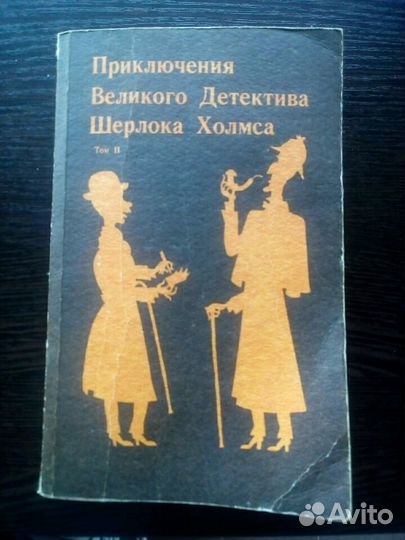 Приключения
Великого Детектива
Шерлока Холмса
Том II
Avito